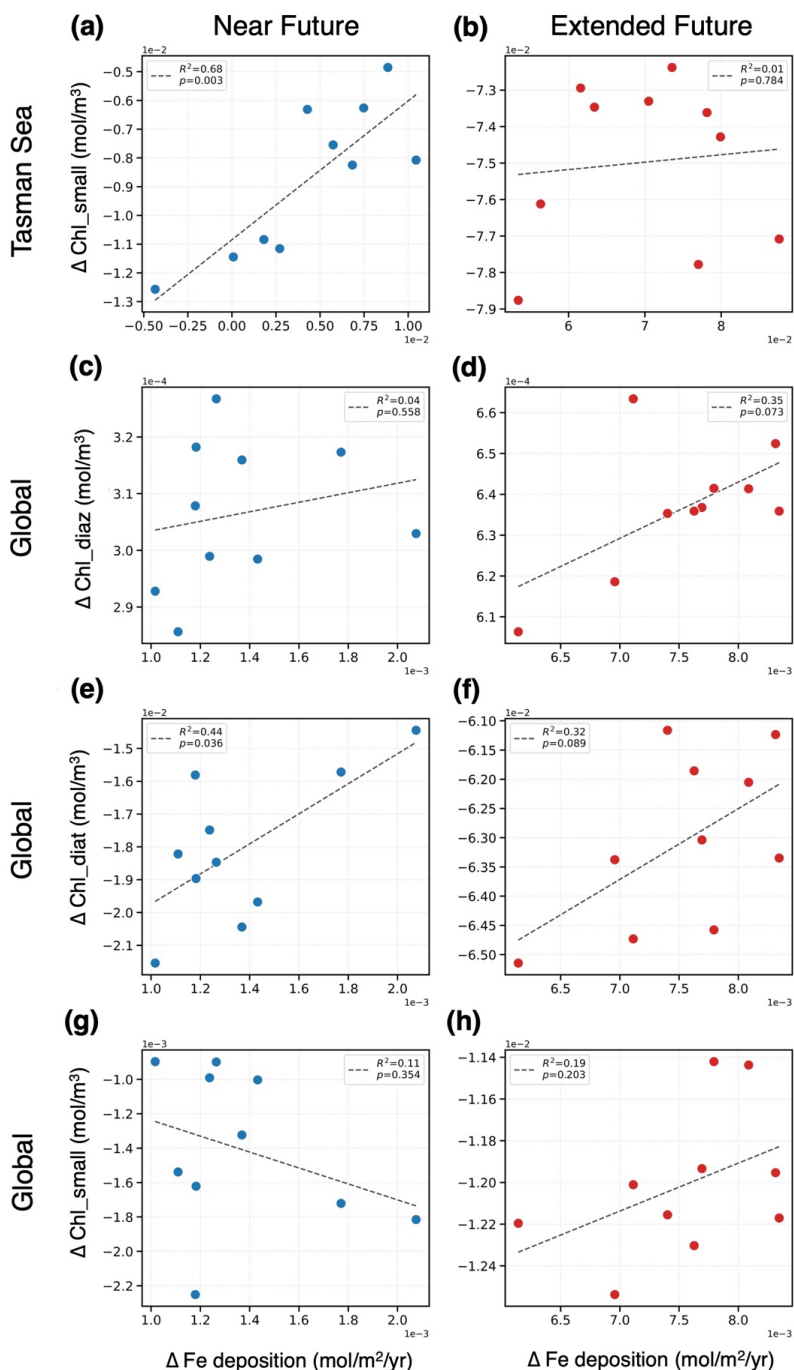 (a) Near Future (b) Extended Future
Tasman Sea
1e−2
R²=0.68
p=0.003
Δ Chl_small (mol/m³)
−0.5
−0.6
−0.7
−0.8
−0.9
−1.0
−1.1
−1.2
−1.3
−0.50 −0.25 0.00 0.25 0.50 0.75 1.00
1e−2
1e−2
R²=0.01
p=0.784
−7.3
−7.4
−7.5
−7.6
−7.7
−7.8
−7.9
6 7 8
1e−2
(c)
Global
1e−4
R²=0.04
p=0.558
Δ Chl_diaz (mol/m³)
3.2
3.1
3.0
2.9
1.0 1.2 1.4 1.6 1.8 2.0
1e−3
(d)
1e−4
R²=0.35
p=0.073
6.6
6.5
6.4
6.3
6.2
6.1
6.5 7.0 7.5 8.0
1e−3
(e)
Global
1e−2
R²=0.44
p=0.036
Δ Chl_diat (mol/m³)
−1.5
−1.6
−1.7
−1.8
−1.9
−2.0
−2.1
1.0 1.2 1.4 1.6 1.8 2.0
1e−3
(f)
1e−2
R²=0.32
p=0.089
−6.10
−6.15
−6.20
−6.25
−6.30
−6.35
−6.40
−6.45
−6.50
6.5 7.0 7.5 8.0
1e−3
(g)
Global
1e−3
R²=0.11
p=0.354
Δ Chl_small (mol/m³)
−1.0
−1.2
−1.4
−1.6
−1.8
−2.0
−2.2
1.0 1.2 1.4 1.6 1.8 2.0
1e−3
Δ Fe deposition (mol/m²/yr)
(h)
1e−2
R²=0.19
p=0.203
−1.14
−1.16
−1.18
−1.20
−1.22
−1.24
6.5 7.0 7.5 8.0
1e−3
Δ Fe deposition (mol/m²/yr)